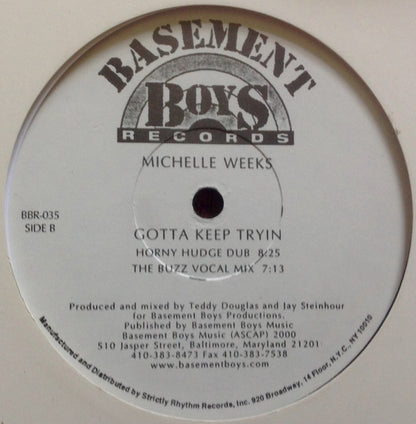 BASEMENT
BOYS
RECORDS
MICHELLE WEEKS
BBR-035
SIDE B
GOTTA KEEP TRYIN
HORNY HUDGE DUB 8:25
THE BUZZ VOCAL MIX 7:13
Produced and mixed by Teddy Douglas and Jay Steinhour
for Basement Boys Productions.
Published by Basement Boys Music
Basement Boys Music (ASCAP) 2000
510 Jasper Street, Baltimore, Maryland 21201
410-383-8473 Fax 410-383-7538
www.basementboys.com
Manufactured and Distributed by Strictly Rhythm Records, Inc. 920 Broadway, 14 Floor, N.Y.C., NY 10010